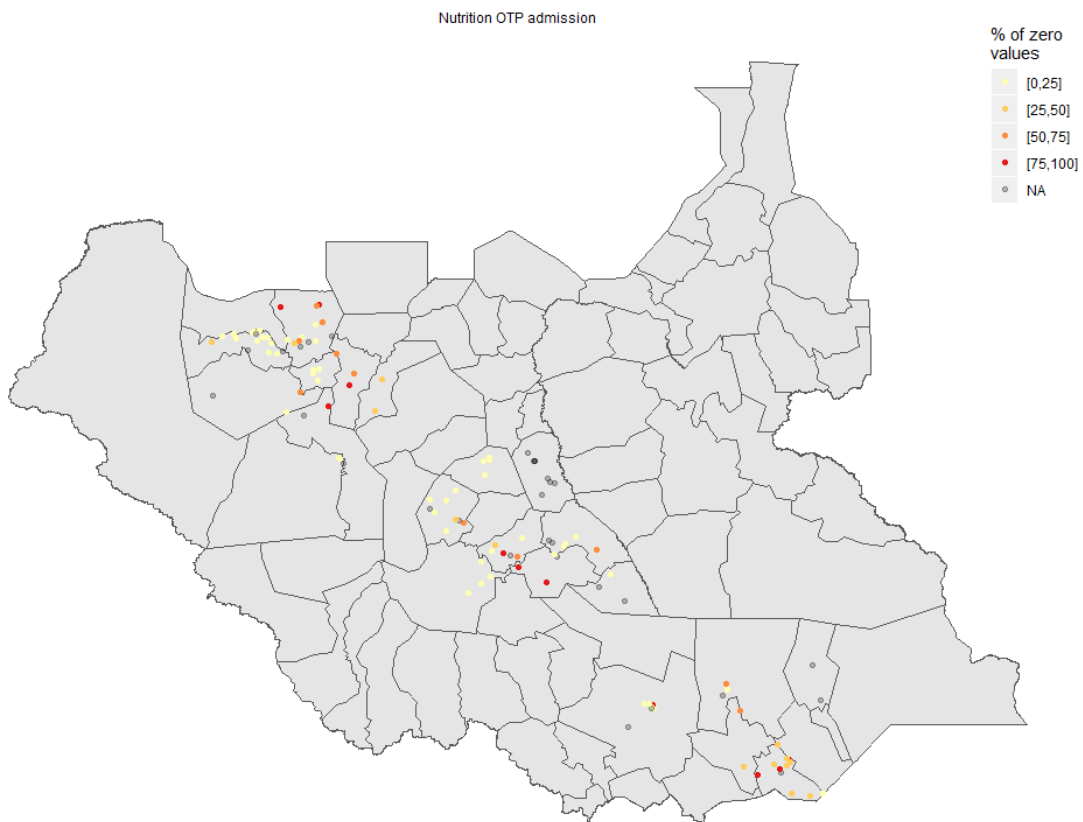 Nutrition OTP admission
% of zero
values
[0,25]
[25,50]
[50,75]
[75,100]
NA